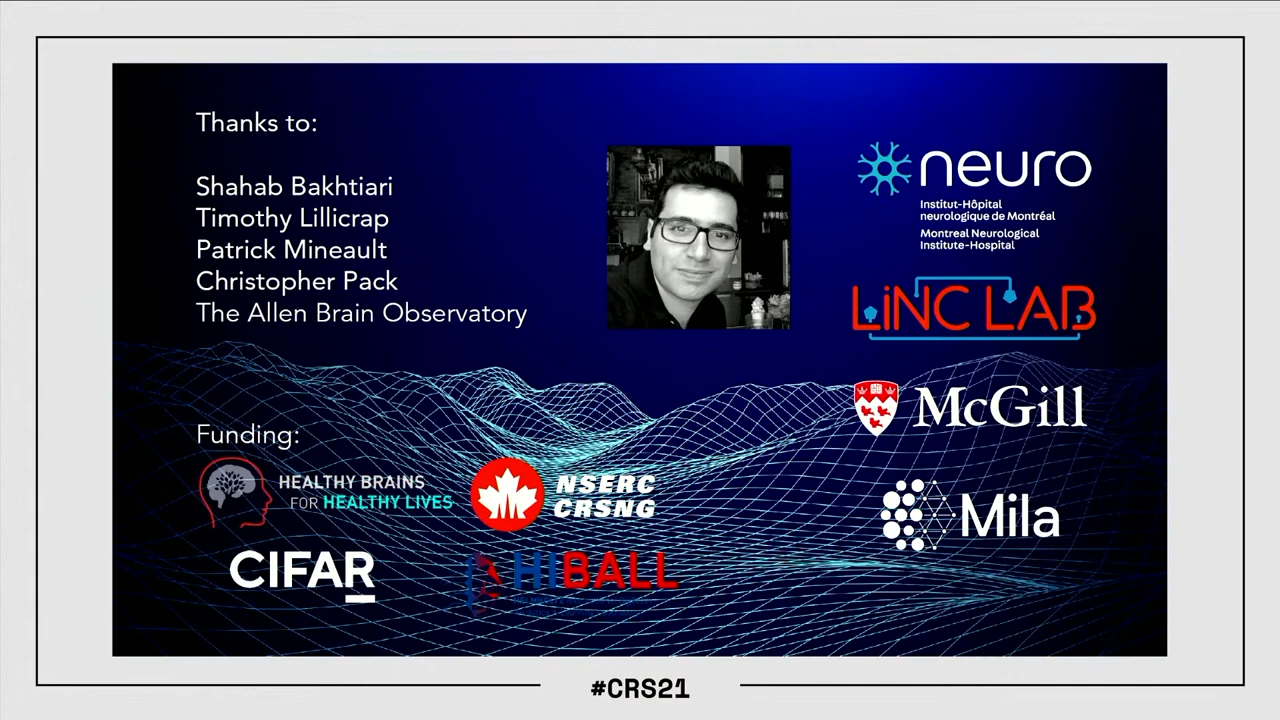 Thanks to:
Shahab Bakhtiari
Timothy Lillicrap
Patrick Mineault
Christopher Pack
The Allen Brain Observatory
neuro
Institut-Hôpital
neurologique de Montréal
Montreal Neurological
Institute-Hospital
LiNC LAB
McGill
Mila
Funding:
HEALTHY BRAINS
FOR HEALTHY LIVES
NSERC
CRSNG
CIFAR
HIBALL
#CRS21